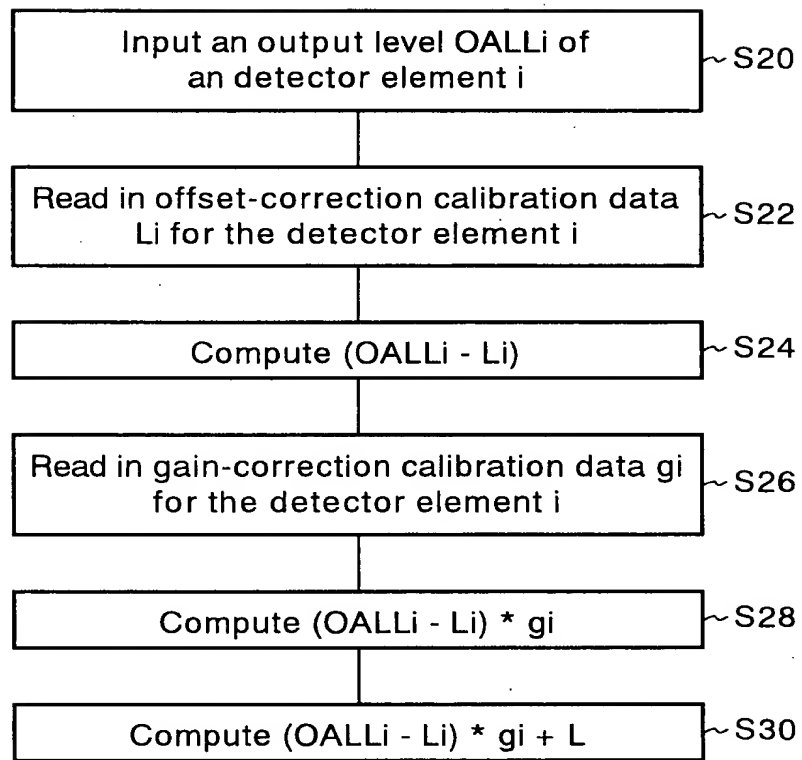 Input an output level OALLi of
an detector element i
S20
Read in offset-correction calibration data
Li for the detector element i
S22
Compute (OALLi - Li)
S24
Read in gain-correction calibration data gi
for the detector element i
S26
Compute (OALLi - Li) * gi
S28
Compute (OALLi - Li) * gi + L
S30